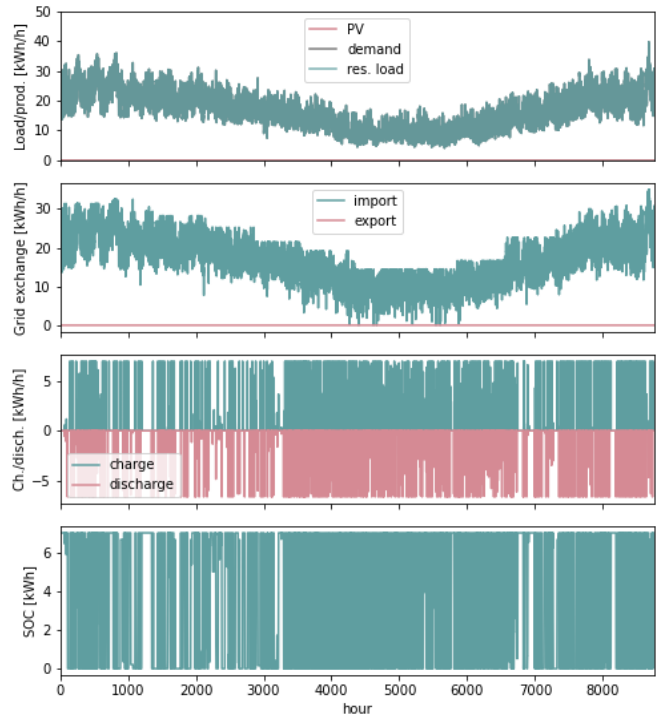 50
40
30
20
10
0
Load/prod. [kWh/h]
PV
demand
res. load
30
20
10
0
Grid exchange [kWh/h]
import
export
5
0
−5
Ch./disch. [kWh/h]
charge
discharge
6
4
2
0
SOC [kWh]
0 1000 2000 3000 4000 5000 6000 7000 8000
hour